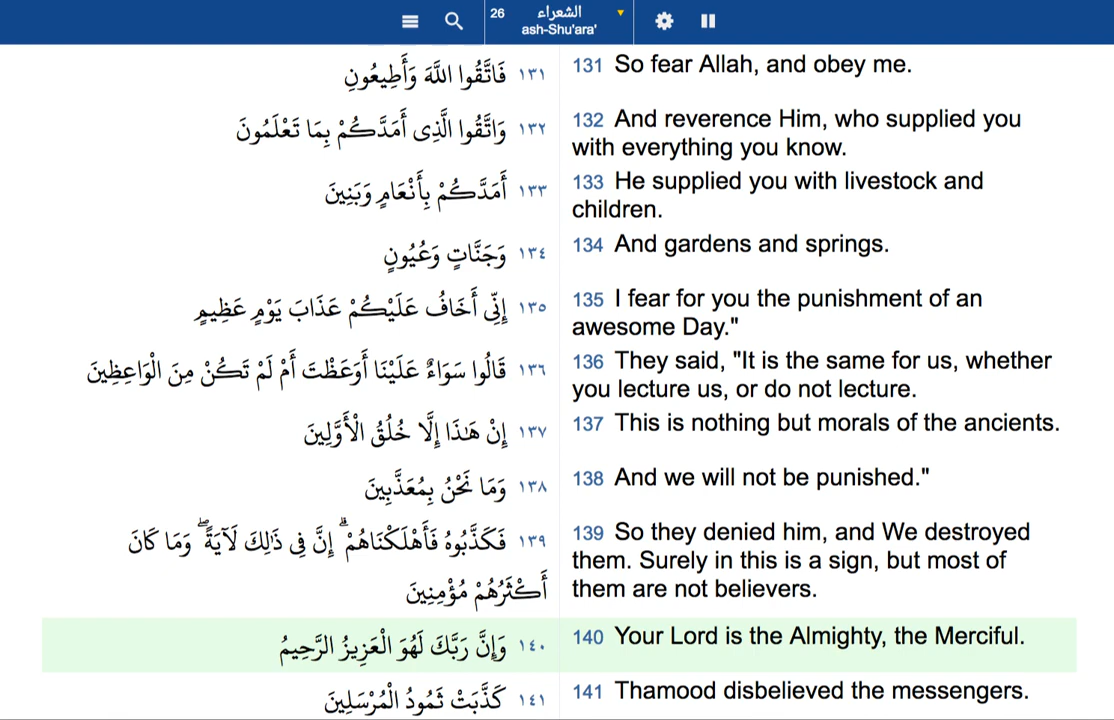 26
الشعراء
ash-Shu'ara'
١٣١ فَاتَّقُوا اللَّهَ وَأَطِيعُونِ
131 So fear Allah, and obey me.
١٣٢ وَاتَّقُوا الَّذِى أَمَدَّكُمْ بِمَا تَعْلَمُونَ
132 And reverence Him, who supplied you
with everything you know.
١٣٣ أَمَدَّكُمْ بِأَنْعَامٍ وَبَنِينَ
133 He supplied you with livestock and
children.
١٣٤ وَجَنَّاتٍ وَعُيُونٍ
134 And gardens and springs.
١٣٥ إِنِّى أَخَافُ عَلَيْكُمْ عَذَابَ يَوْمٍ عَظِيمٍ
135 I fear for you the punishment of an
awesome Day."
١٣٦ قَالُوا سَوَاءٌ عَلَيْنَا أَوَعَظْتَ أَمْ لَمْ تَكُنْ مِنَ الْوَاعِظِينَ
136 They said, "It is the same for us, whether
you lecture us, or do not lecture.
١٣٧ إِنْ هَٰذَا إِلَّا خُلُقُ الْأَوَّلِينَ
137 This is nothing but morals of the ancients.
١٣٨ وَمَا نَحْنُ بِمُعَذَّبِينَ
138 And we will not be punished."
١٣٩ فَكَذَّبُوهُ فَأَهْلَكْنَاهُمْ ۗ إِنَّ فِى ذَٰلِكَ لَآيَةً ۖ وَمَا كَانَ
أَكْثَرُهُمْ مُؤْمِنِينَ
139 So they denied him, and We destroyed
them. Surely in this is a sign, but most of
them are not believers.
١٤٠ وَإِنَّ رَبَّكَ لَهُوَ الْعَزِيزُ الرَّحِيمُ
140 Your Lord is the Almighty, the Merciful.
١٤١ كَذَّبَتْ ثَمُودُ الْمُرْسَلِينَ
141 Thamood disbelieved the messengers.